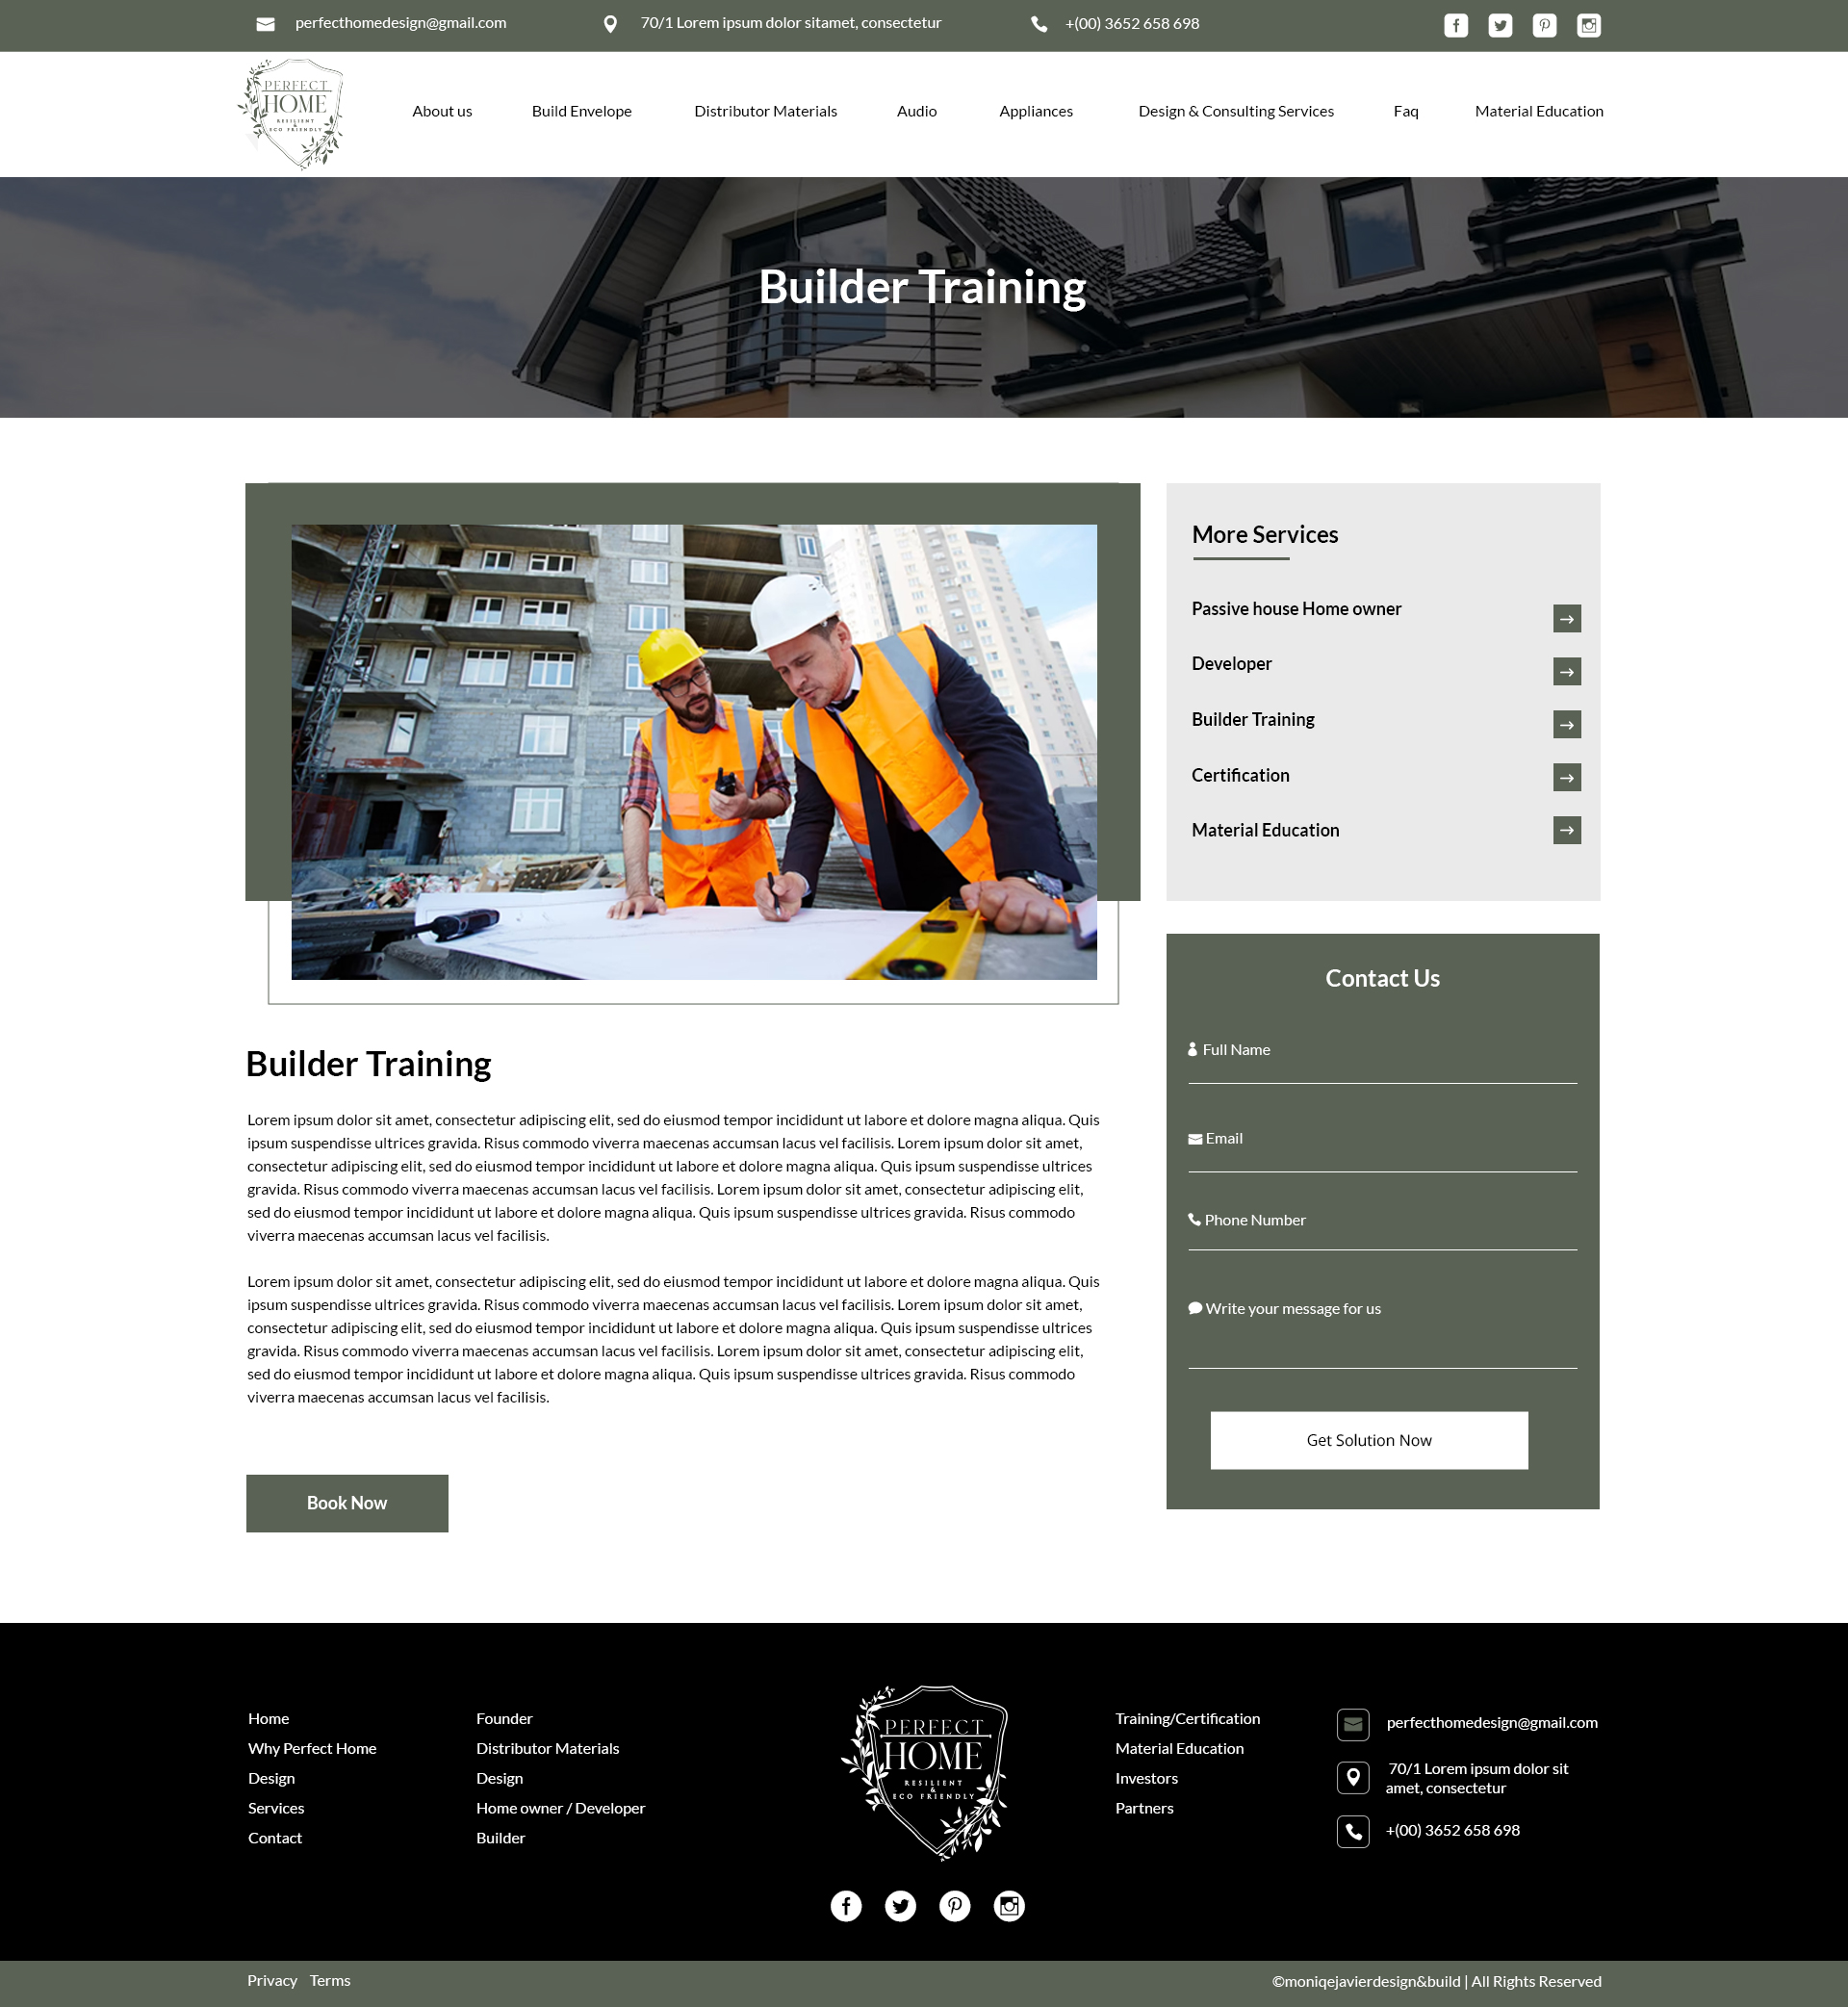 perfecthomedesign@gmail.com
70/1 Lorem ipsum dolor sitamet, consectetur
+(00) 3652 658 698
PERFECT
HOME
RESILIENT
&
ECO FRIENDLY
About us
Build Envelope
Distributor Materials
Audio
Appliances
Design & Consulting Services
Faq
Material Education
Builder Training
More Services
Passive house Home owner
Developer
Builder Training
Certification
Material Education
Contact Us
Full Name
Email
Phone Number
Write your message for us
Get Solution Now
Builder Training
Lorem ipsum dolor sit amet, consectetur adipiscing elit, sed do eiusmod tempor incididunt ut labore et dolore magna aliqua. Quis
ipsum suspendisse ultrices gravida. Risus commodo viverra maecenas accumsan lacus vel facilisis. Lorem ipsum dolor sit amet,
consectetur adipiscing elit, sed do eiusmod tempor incididunt ut labore et dolore magna aliqua. Quis ipsum suspendisse ultrices
gravida. Risus commodo viverra maecenas accumsan lacus vel facilisis. Lorem ipsum dolor sit amet, consectetur adipiscing elit,
sed do eiusmod tempor incididunt ut labore et dolore magna aliqua. Quis ipsum suspendisse ultrices gravida. Risus commodo
viverra maecenas accumsan lacus vel facilisis.
Lorem ipsum dolor sit amet, consectetur adipiscing elit, sed do eiusmod tempor incididunt ut labore et dolore magna aliqua. Quis
ipsum suspendisse ultrices gravida. Risus commodo viverra maecenas accumsan lacus vel facilisis. Lorem ipsum dolor sit amet,
consectetur adipiscing elit, sed do eiusmod tempor incididunt ut labore et dolore magna aliqua. Quis ipsum suspendisse ultrices
gravida. Risus commodo viverra maecenas accumsan lacus vel facilisis. Lorem ipsum dolor sit amet, consectetur adipiscing elit,
sed do eiusmod tempor incididunt ut labore et dolore magna aliqua. Quis ipsum suspendisse ultrices gravida. Risus commodo
viverra maecenas accumsan lacus vel facilisis.
Book Now
Home
Why Perfect Home
Design
Services
Contact
Founder
Distributor Materials
Design
Home owner / Developer
Builder
PERFECT
HOME
RESILIENT
&
ECO FRIENDLY
Training/Certification
Material Education
Investors
Partners
perfecthomedesign@gmail.com
70/1 Lorem ipsum dolor sit
amet, consectetur
+(00) 3652 658 698
Privacy Terms
©moniqejavierdesign&build | All Rights Reserved